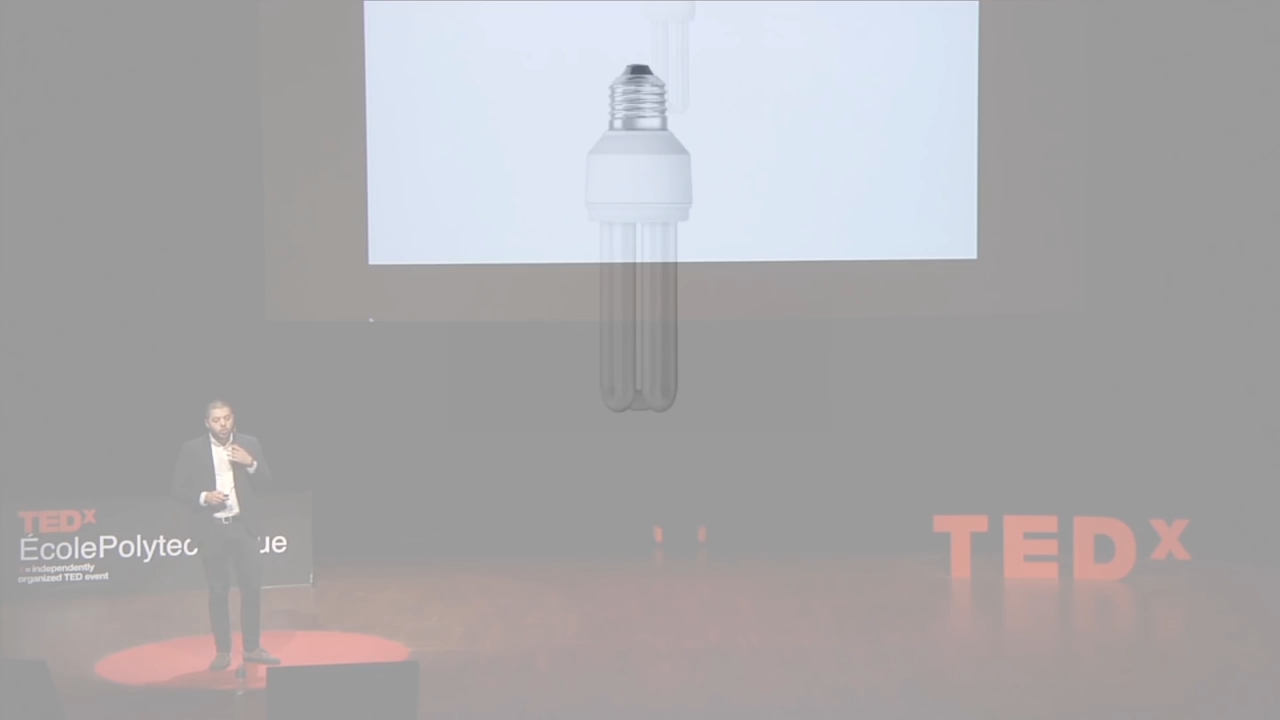 TEDx
ÉcolePolytec ue
x = independently
organized TED event
TEDx